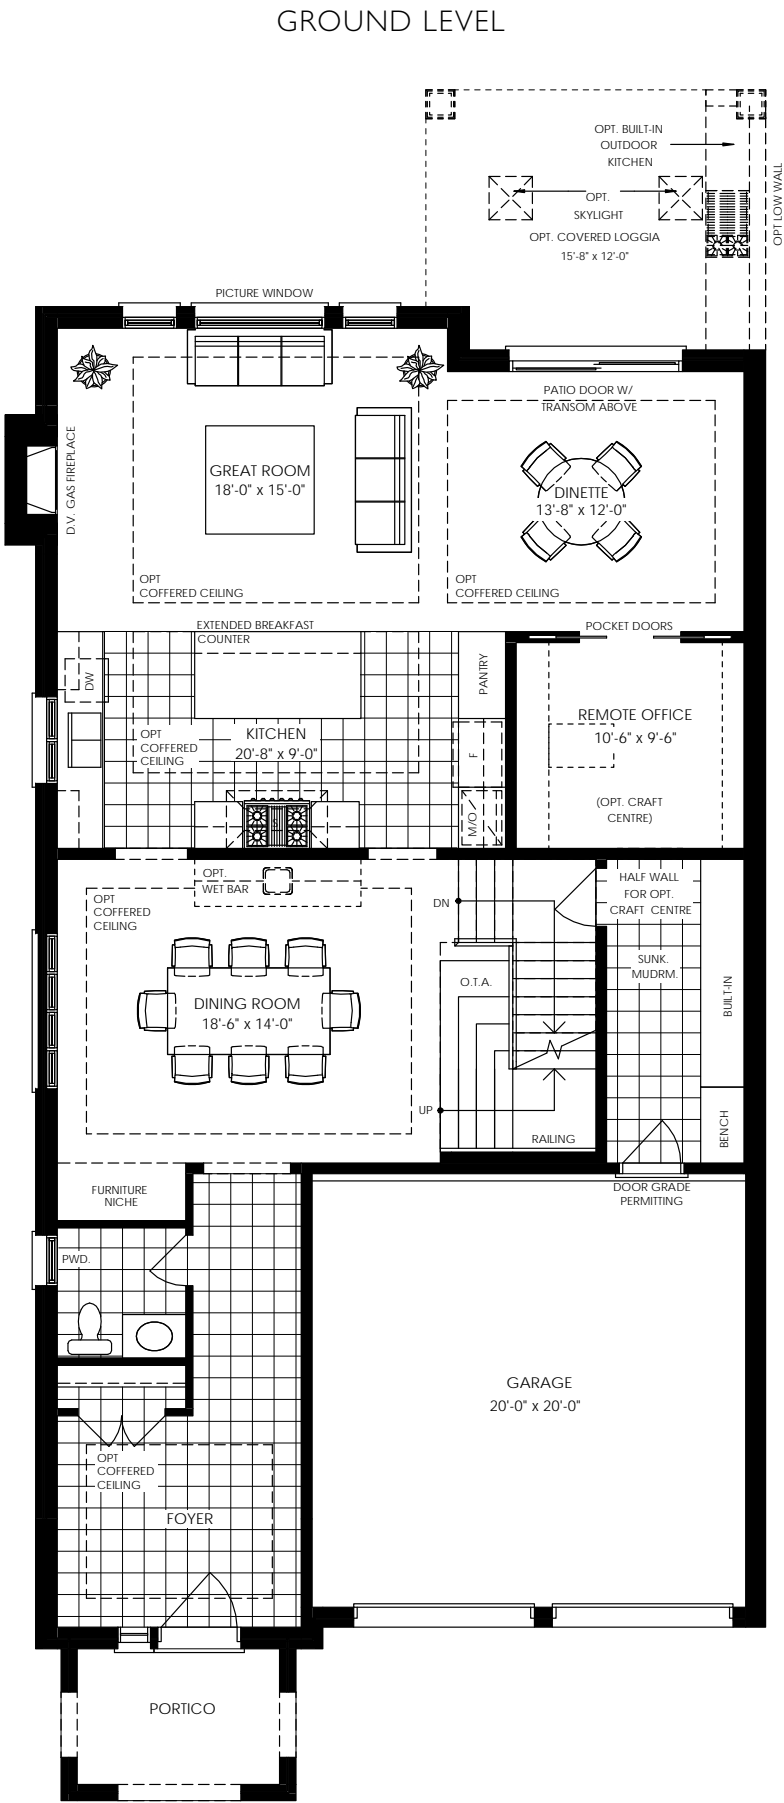 GROUND LEVEL
OPT. BUILT-IN
OUTDOOR
KITCHEN
OPT LOW WALL
OPT.
SKYLIGHT
OPT. COVERED LOGGIA
15'-8" x 12'-0"
PICTURE WINDOW
PATIO DOOR W/
TRANSOM ABOVE
D.V. GAS FIREPLACE
GREAT ROOM
18'-0" x 15'-0"
DINETTE
13'-8" x 12'-0"
OPT
COFFERED CEILING
OPT
COFFERED CEILING
EXTENDED BREAKFAST
COUNTER
POCKET DOORS
DW
PANTRY
OPT
COFFERED
CEILING
KITCHEN
20'-8" x 9'-0"
REMOTE OFFICE
10'-6" x 9'-6"
F
(OPT. CRAFT
CENTRE)
M/O
S
OPT.
WET BAR
OPT
COFFERED
CEILING
DN
HALF WALL
FOR OPT.
CRAFT CENTRE
SUNK.
MUDRM.
O.T.A.
BUILT-IN
DINING ROOM
18'-6" x 14'-0"
UP
RAILING
BENCH
FURNITURE
NICHE
DOOR GRADE
PERMITTING
PWD.
GARAGE
20'-0" x 20'-0"
OPT
COFFERED
CEILING
FOYER
PORTICO